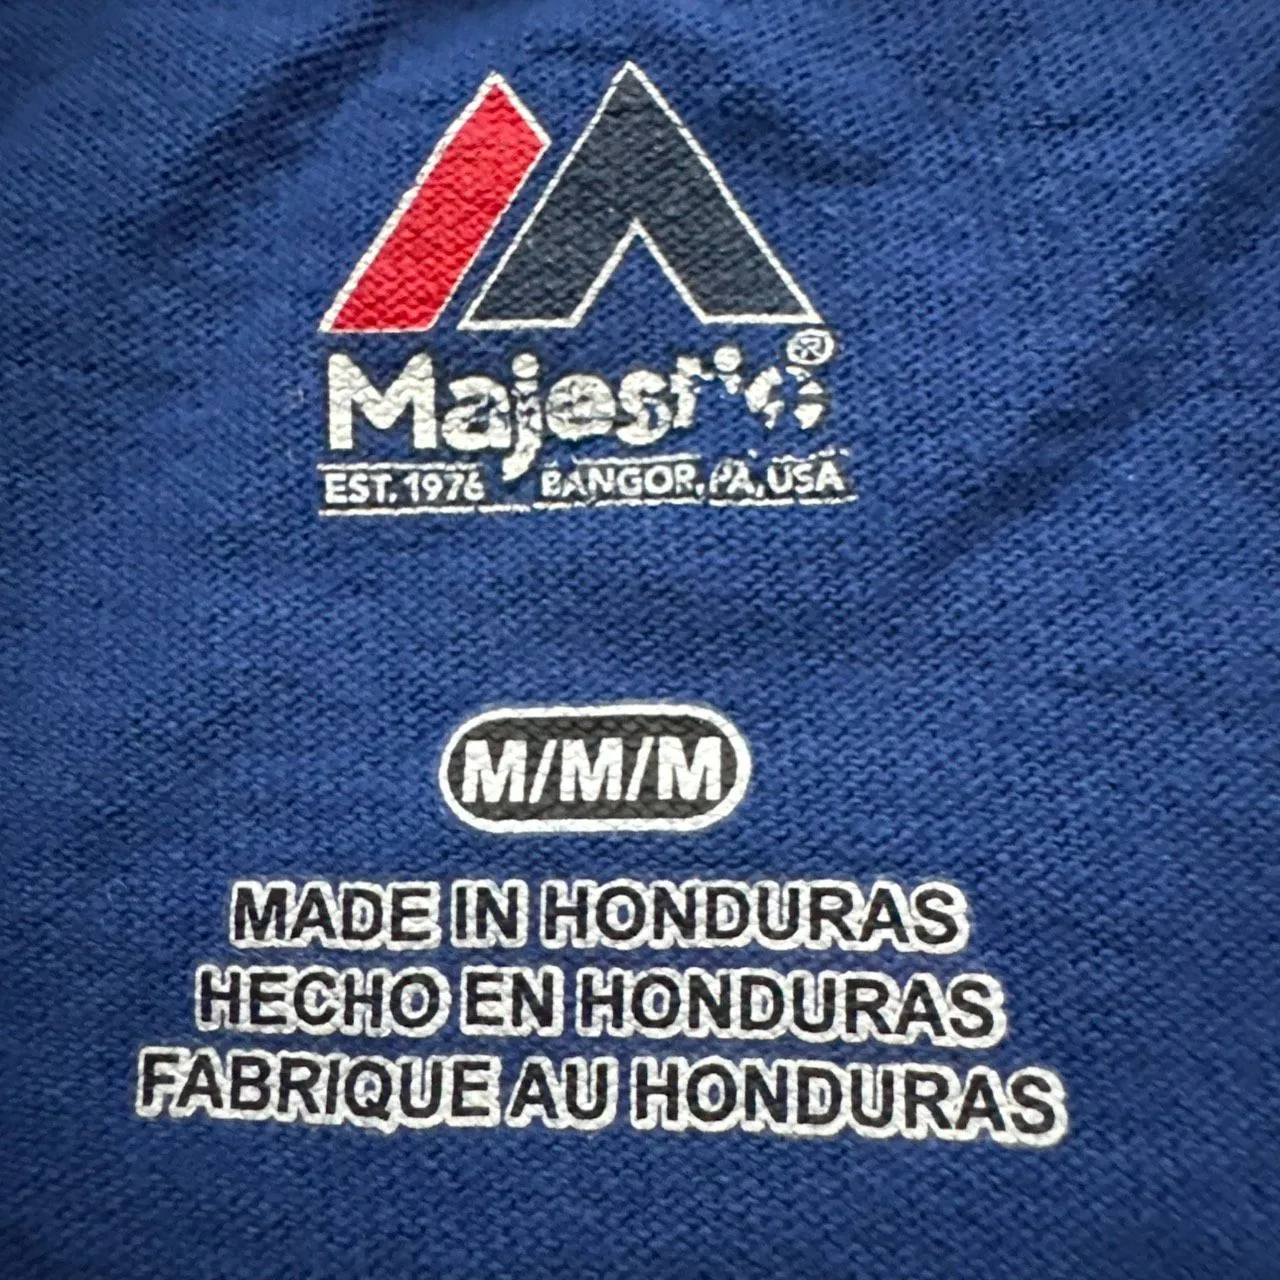 Majestic®
EST. 1976 BANGOR, PA, USA
M/M/M
MADE IN HONDURAS
HECHO EN HONDURAS
FABRIQUE AU HONDURAS